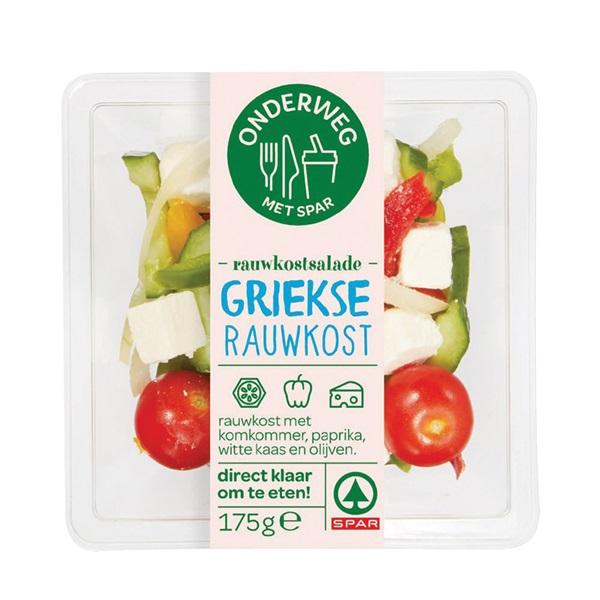 ONDERWEG
MET SPAR
- rauwkostsalade -
GRIEKSE
RAUWKOST
rauwkost met
komkommer, paprika,
witte kaas en olijven.
direct klaar
om te eten!
175g e
SPAR